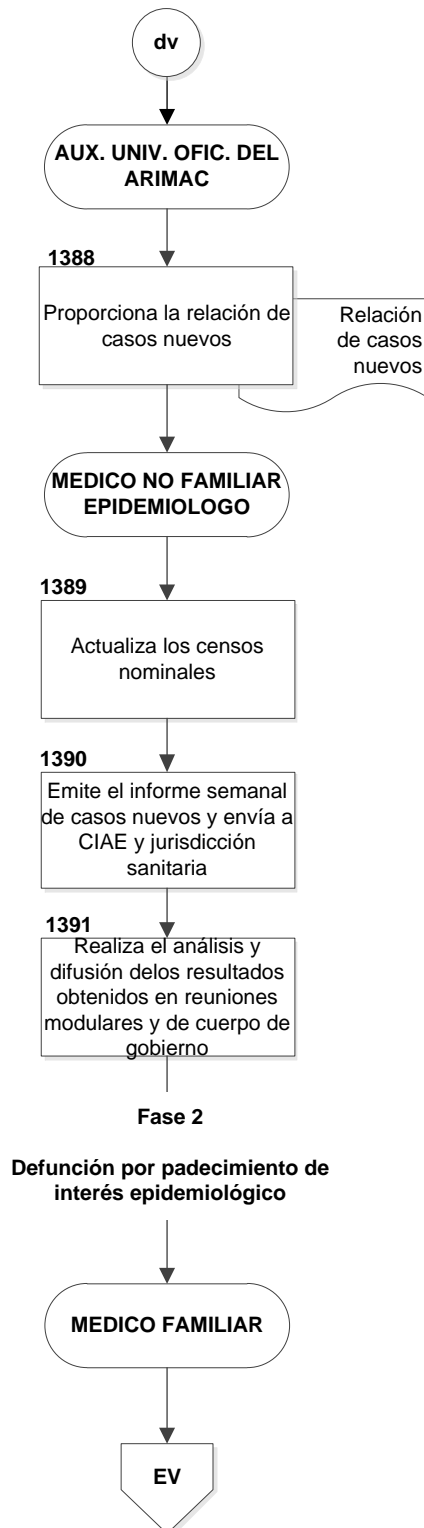 dv
AUX. UNIV. OFIC. DEL
ARIMAC
1388
Proporciona la relación de
casos nuevos
Relación
de casos
nuevos
MEDICO NO FAMILIAR
EPIDEMIOLOGO
1389
Actualiza los censos
nominales
1390
Emite el informe semanal
de casos nuevos y envía a
CIAE y jurisdicción
sanitaria
1391
Realiza el análisis y
difusión delos resultados
obtenidos en reuniones
modulares y de cuerpo de
gobierno
Fase 2
Defunción por padecimiento de
interés epidemiológico
MEDICO FAMILIAR
EV